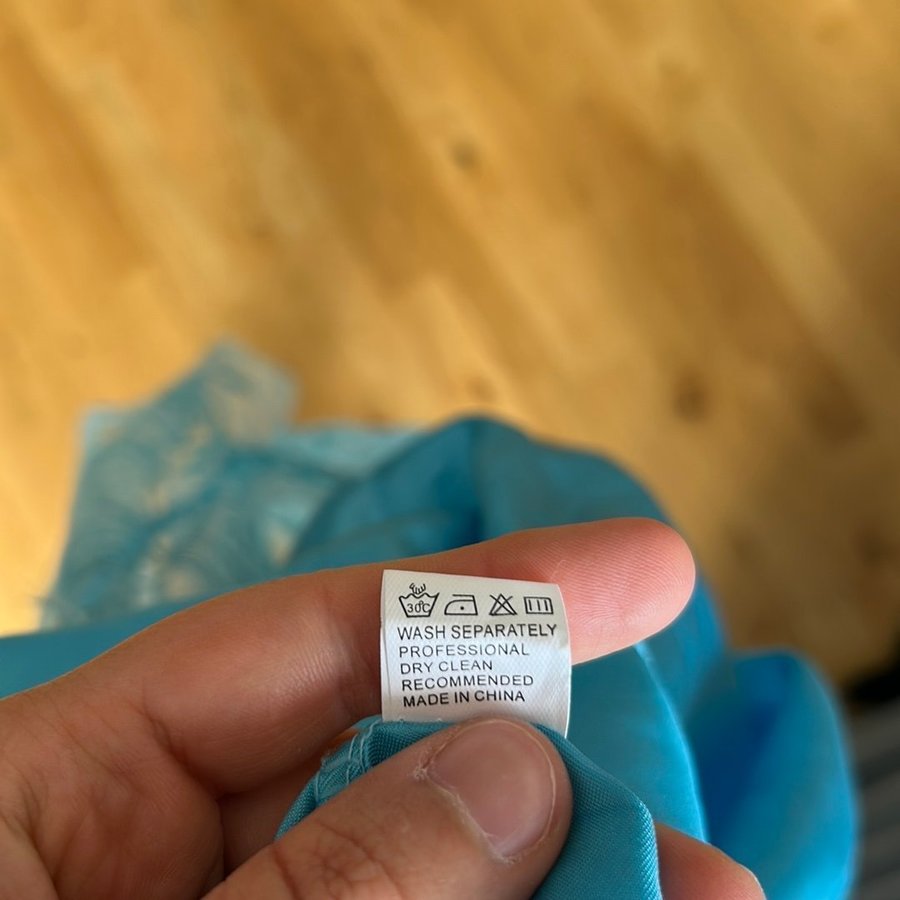 30°C
WASH SEPARATELY
PROFESSIONAL
DRY CLEAN
RECOMMENDED
MADE IN CHINA